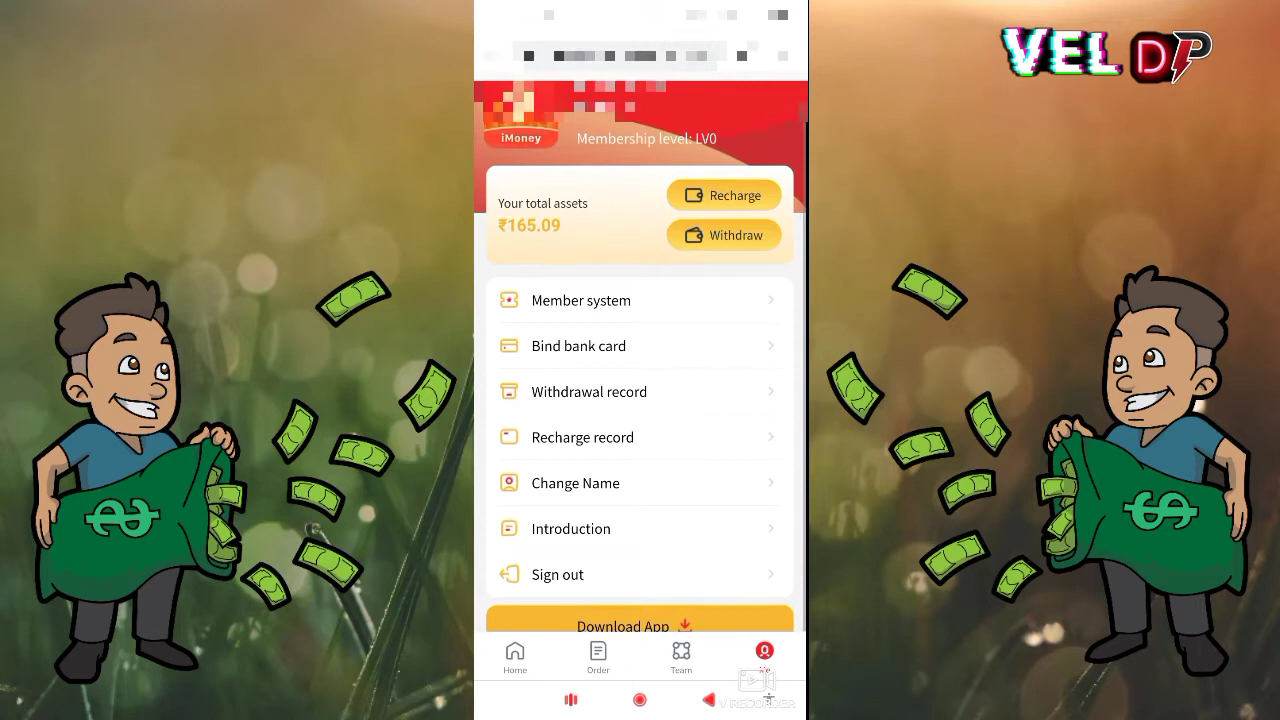 VEL DP
iMoney
Membership level: LV0
Your total assets
₹165.09
Recharge
Withdraw
Member system
Bind bank card
Withdrawal record
Recharge record
Change Name
Introduction
Sign out
Download App
Home
Order
Team
V RECORDER
$
$